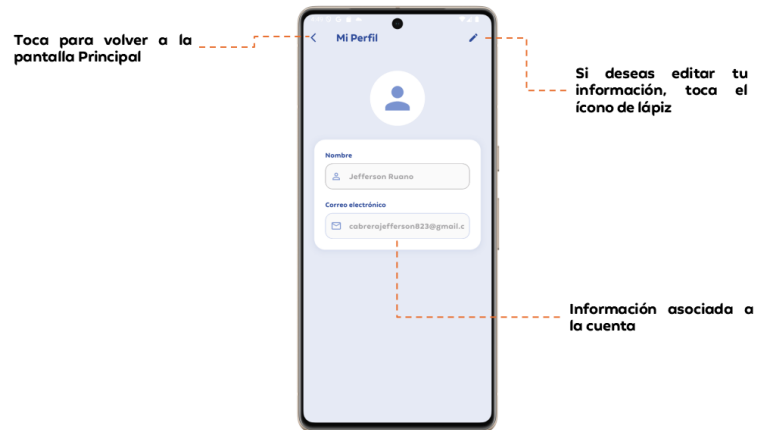 Toca para volver a la
pantalla Principal
Mi Perfil
Si deseas editar tu
información, toca el
ícono de lápiz
Nombre
Jefferson Ruano
Correo electrónico
cabrerajefferson823@gmail.c
Información asociada a
la cuenta